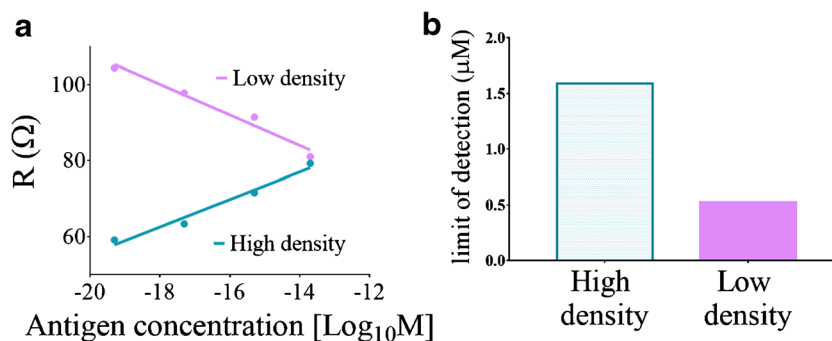 a
R (Ω)
100
80
60
Low density
High density
-20 -18 -16 -14 -12
Antigen concentration [Log₁₀M]
b
limit of detection (μM)
2.0
1.5
1.0
0.5
0.0
High
density
Low
density